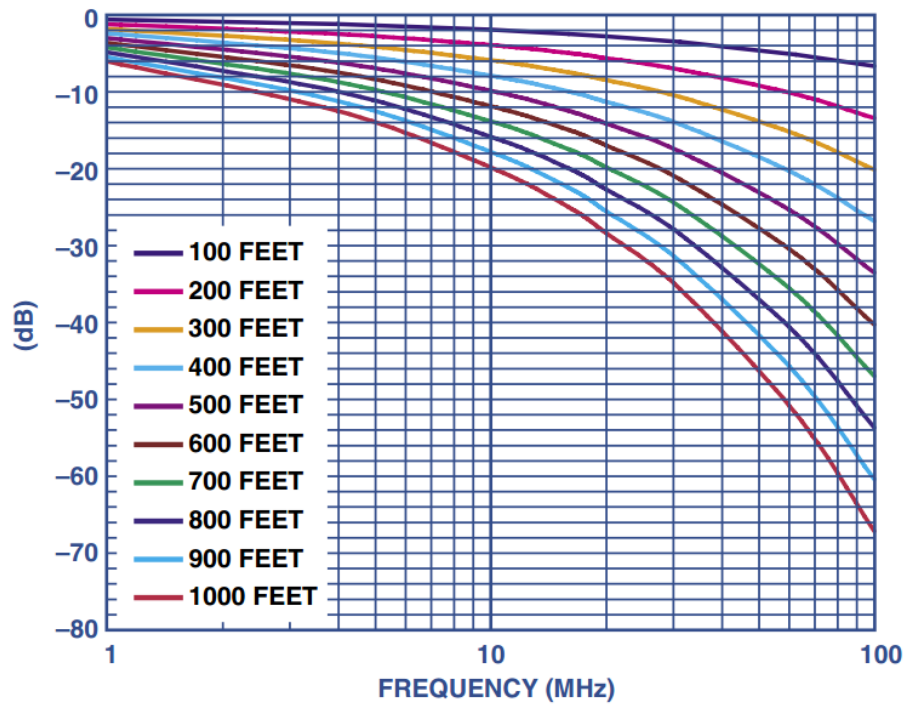 0
–10
–20
–30
–40
–50
–60
–70
–80
(dB)
100 FEET
200 FEET
300 FEET
400 FEET
500 FEET
600 FEET
700 FEET
800 FEET
900 FEET
1000 FEET
1 10 100
FREQUENCY (MHz)